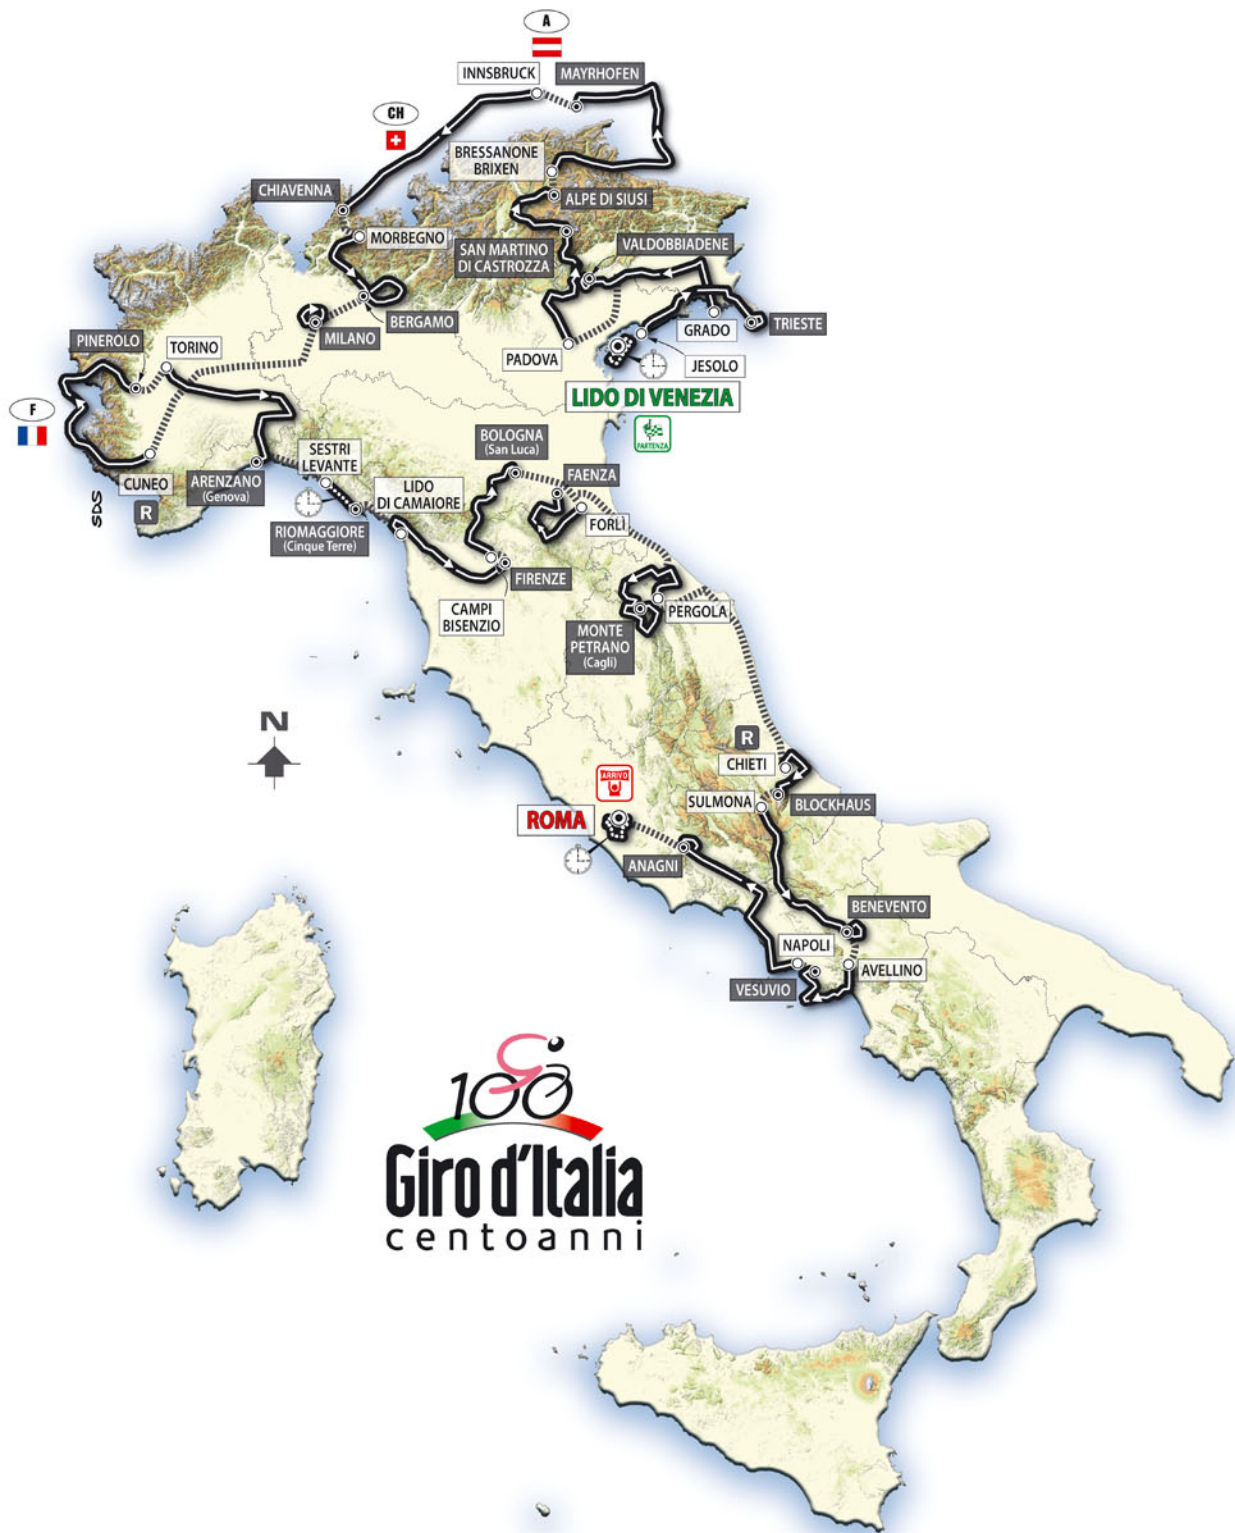 A
INNSBRUCK
MAYRHOFEN
CH
BRESSANONE
BRIXEN
CHIAVENNA
ALPE DI SIUSI
MORBEGNO
SAN MARTINO
DI CASTROZZA
VALDOBBIADENE
BERGAMO
MILANO
GRADO
TRIESTE
PINEROLO
TORINO
PADOVA
JESOLO
LIDO DI VENEZIA
PARTENZA
F
CUNEO
SDS
R
ARENZANO
(Genova)
SESTRI
LEVANTE
BOLOGNA
(San Luca)
FAENZA
LIDO
DI CAMAIORE
FORLÌ
RIOMAGGIORE
(Cinque Terre)
FIRENZE
CAMPI
BISENZIO
PERGOLA
MONTE
PETRANO
(Cagli)
N
R
CHIETI
ARRIVO
SULMONA
BLOCKHAUS
ROMA
ANAGNI
BENEVENTO
NAPOLI
AVELLINO
VESUVIO
100
Giro d'Italia
centoanni